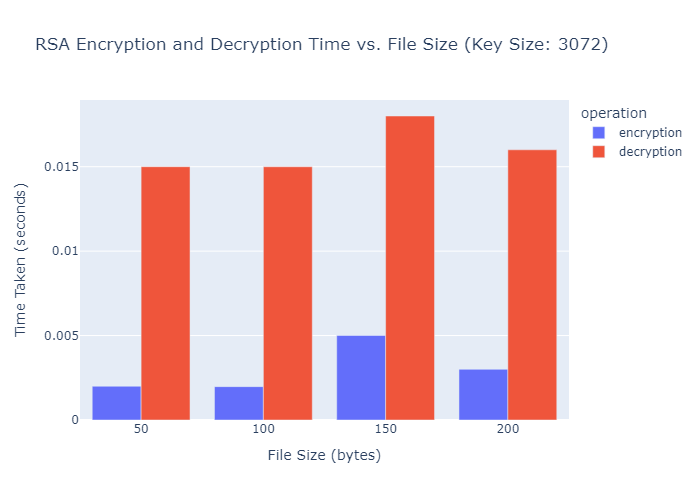 RSA Encryption and Decryption Time vs. File Size (Key Size: 3072)
operation
encryption
decryption
Time Taken (seconds)
0.015
0.01
0.005
0
50 100 150 200
File Size (bytes)